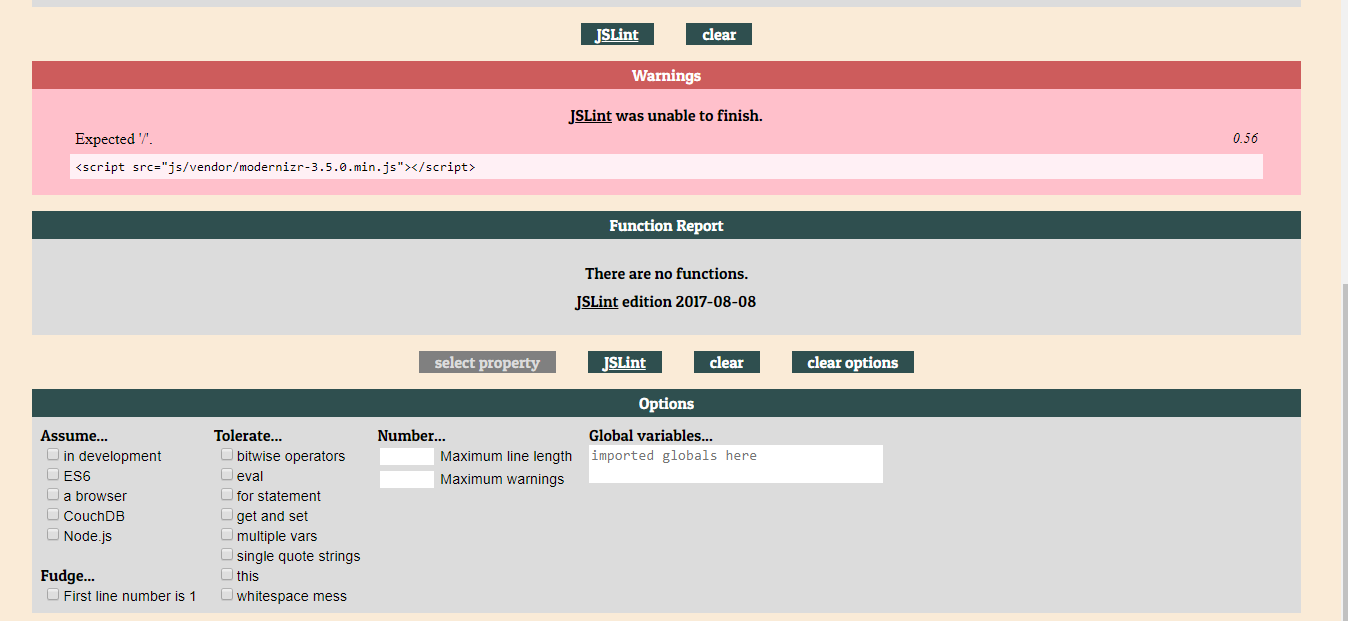 JSLint clear
Warnings
JSLint was unable to finish.
Expected '/'. 0.56
<script src="js/vendor/modernizr-3.5.0.min.js"></script>
Function Report
There are no functions.
JSLint edition 2017-08-08
select property JSLint clear clear options
Options
Assume... Tolerate... Number... Global variables...
in development bitwise operators Maximum line length imported globals here
ES6 eval Maximum warnings
a browser for statement
CouchDB get and set
Node.js multiple vars
single quote strings
Fudge... this
First line number is 1 whitespace mess